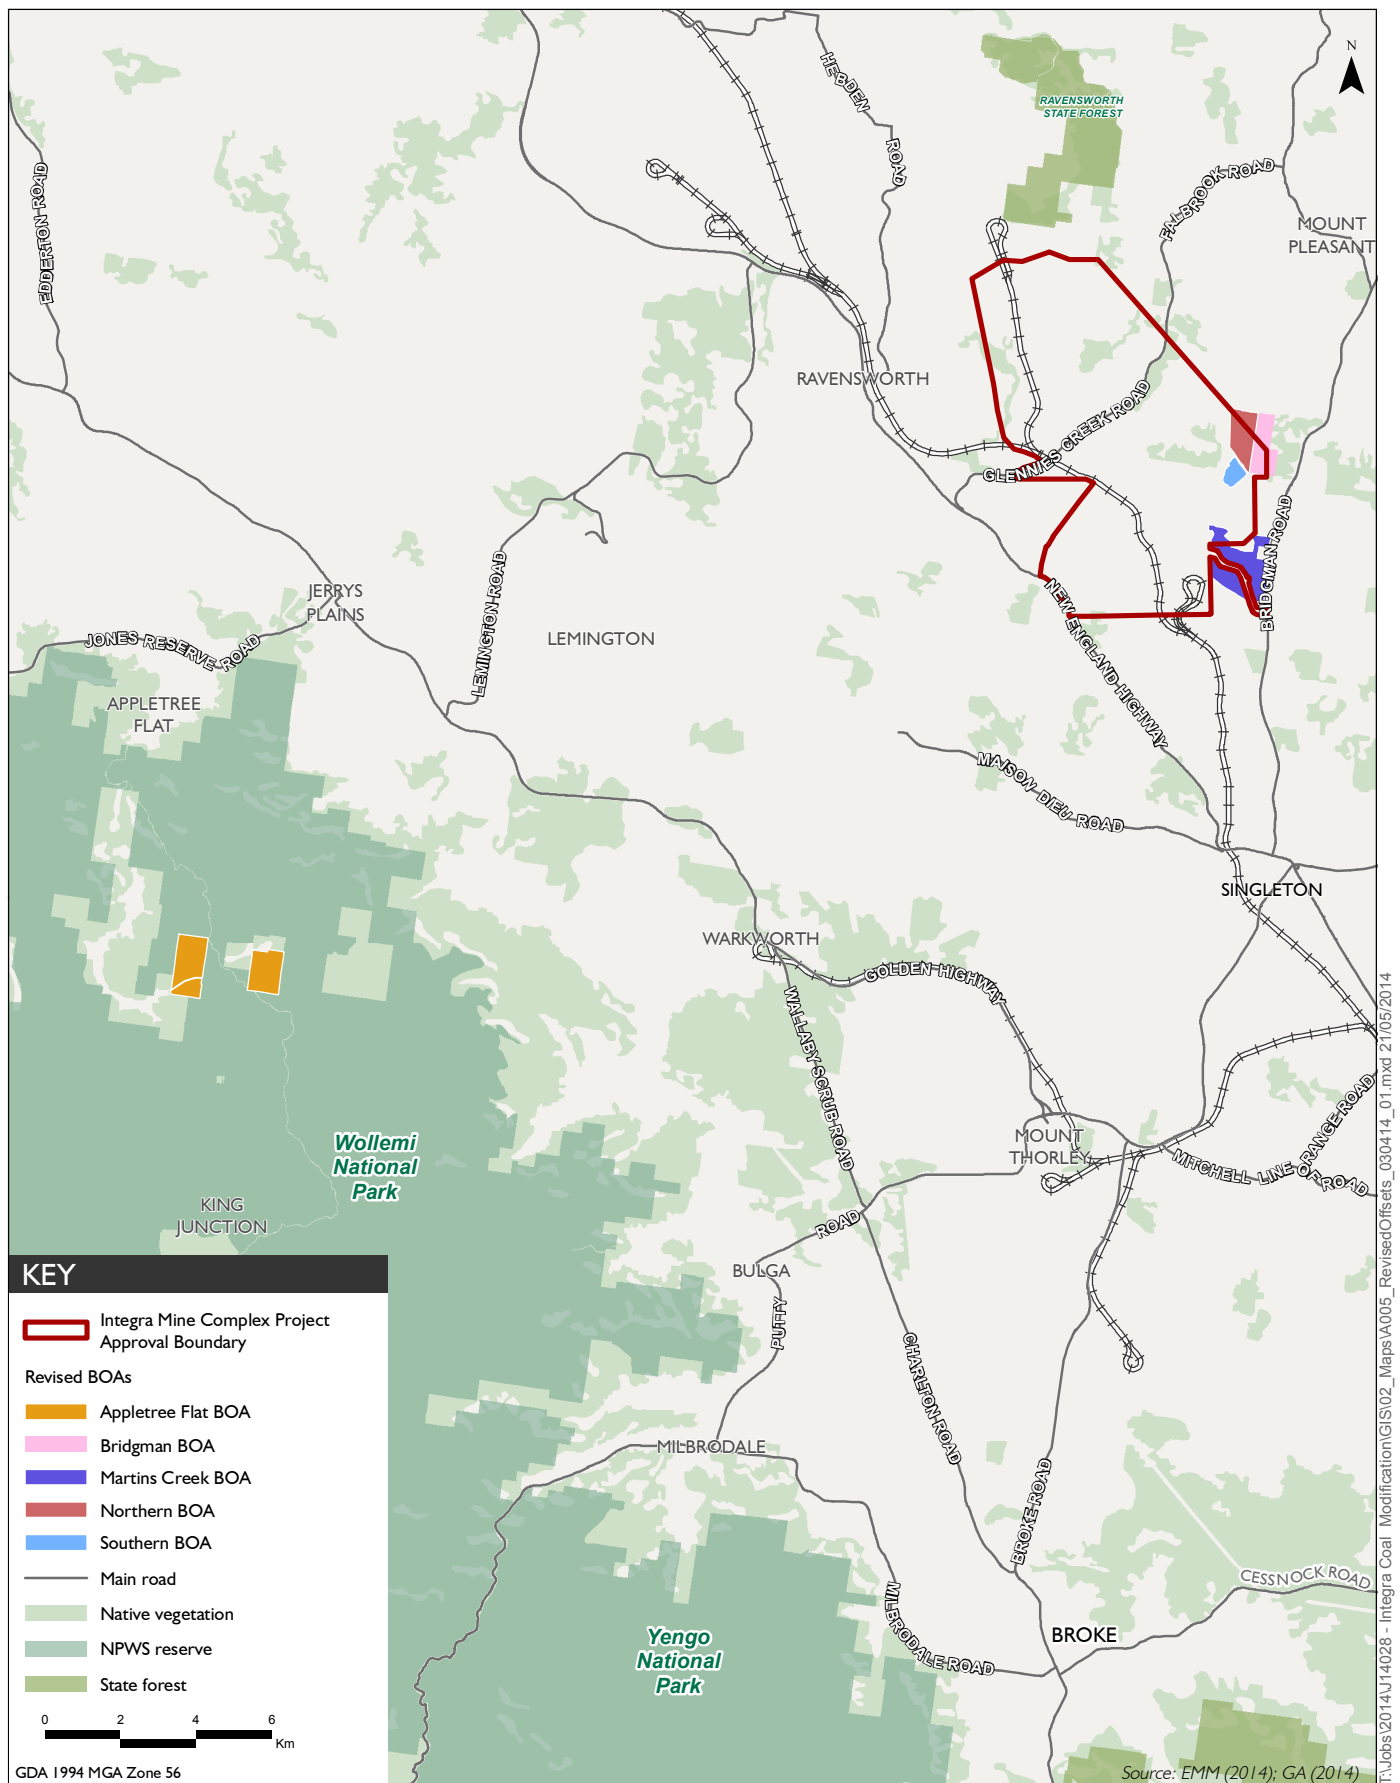 N
HEBDEN
ROAD
RAVENSWORTH
STATE FOREST
FALBROOK ROAD
MOUNT
PLEASANT
EDDERTON ROAD
RAVENSWORTH
GLENNIES CREEK ROAD
BRIDGMAN ROAD
JERRYS
PLAINS
LEMINGTON ROAD
LEMINGTON
NEW ENGLAND HIGHWAY
JONES RESERVE ROAD
APPLETREE
FLAT
MAISON DIEU ROAD
SINGLETON
WARKWORTH
GOLDEN HIGHWAY
WALLABY SCRUB ROAD
MOUNT
THORLEY
MITCHELL LINE OF ROAD
RANGE ROAD
Wollemi
National
Park
KING
JUNCTION
ROAD
BULGA
PUTTY
CHARLTON ROAD
MILBRODALE
BROKE ROAD
CESSNOCK ROAD
MILBRODALE ROAD
BROKE
Yengo
National
Park
KEY
Integra Mine Complex Project
Approval Boundary
Revised BOAs
Appletree Flat BOA
Bridgman BOA
Martins Creek BOA
Northern BOA
Southern BOA
Main road
Native vegetation
NPWS reserve
State forest
0 2 4 6
Km
GDA 1994 MGA Zone 56
Source: EMM (2014); GA (2014)
T:\Jobs\2014\J14028 - Integra Coal Modification\GIS\02_Maps\A005_RevisedOffsets_030414_01.mxd 21/05/2014